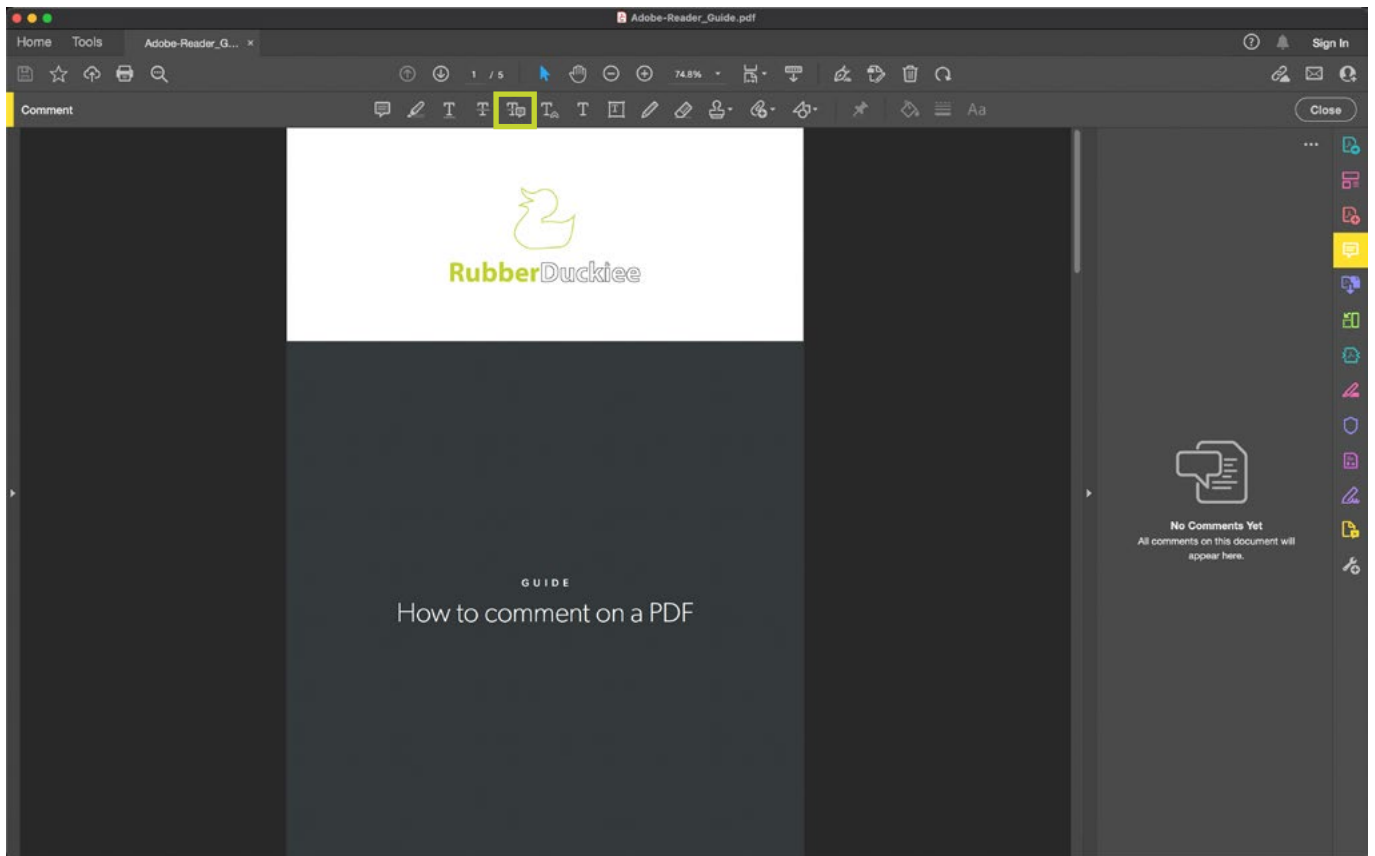 Adobe-Reader_Guide.pdf
Home Tools Adobe-Reader_G... × Sign In
1 / 5 74.8%
Comment Aa Close
RubberDuckiee
GUIDE
How to comment on a PDF
No Comments Yet
All comments on this document will
appear here.